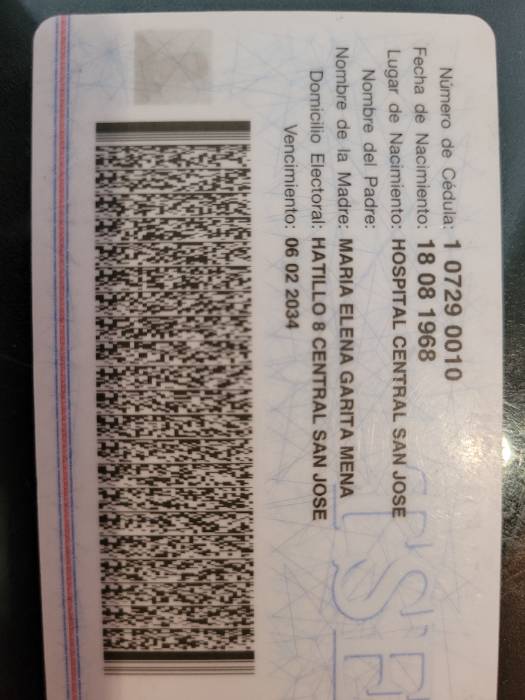 Número de Cédula: 1 0729 0010
Fecha de Nacimiento: 18 08 1968
Lugar de Nacimiento: HOSPITAL CENTRAL SAN JOSE
Nombre del Padre:
Nombre de la Madre: MARIA ELENA GARITA MENA
Domicilio Electoral: HATILLO 8 CENTRAL SAN JOSE
Vencimiento: 06 02 2034